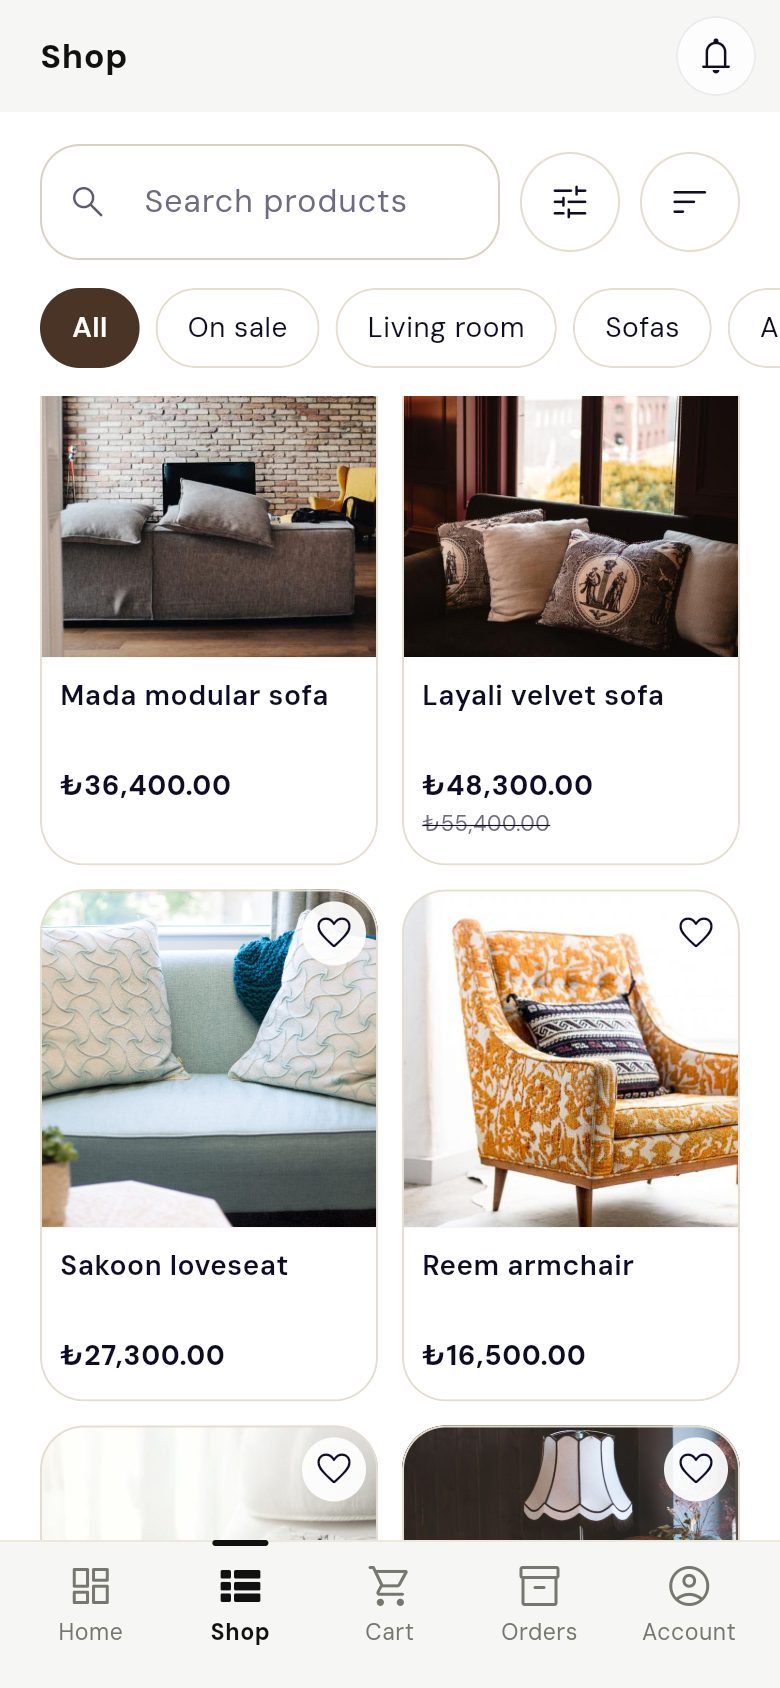 Shop
Search products
All
On sale
Living room
Sofas
A
Mada modular sofa
Layali velvet sofa
₺36,400.00
₺48,300.00
₺55,400.00
Sakoon loveseat
Reem armchair
₺27,300.00
₺16,500.00
Home
Shop
Cart
Orders
Account